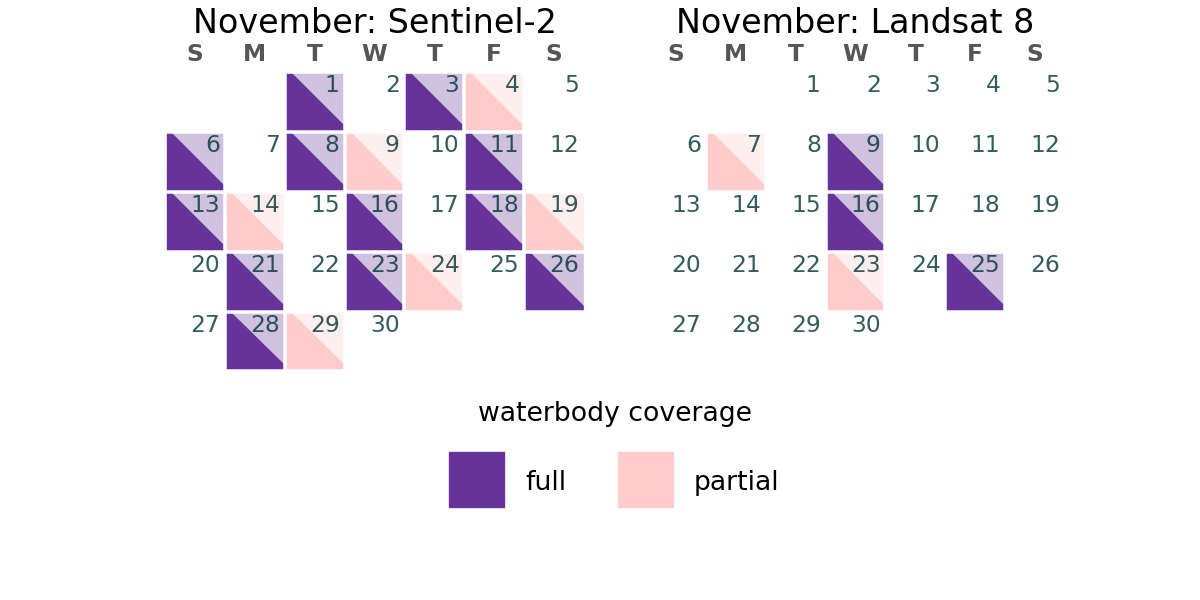 November: Sentinel-2
S M T W T F S
1 2 3 4 5
6 7 8 9 10 11 12
13 14 15 16 17 18 19
20 21 22 23 24 25 26
27 28 29 30
November: Landsat 8
S M T W T F S
1 2 3 4 5
6 7 8 9 10 11 12
13 14 15 16 17 18 19
20 21 22 23 24 25 26
27 28 29 30
waterbody coverage
full partial